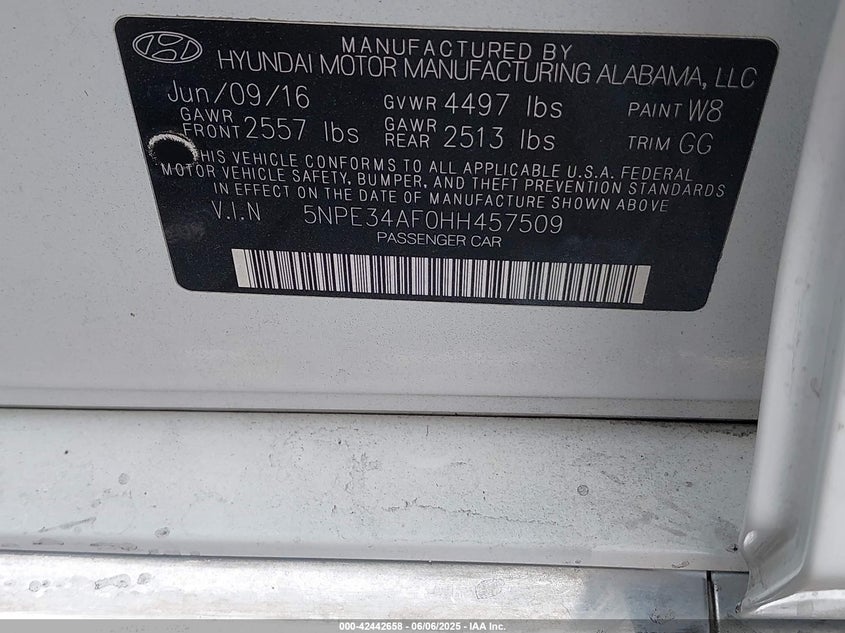 MANUFACTURED BY
HYUNDAI MOTOR MANUFACTURING ALABAMA, LLC
Jun/09/16 GVWR 4497 lbs PAINT W8
GAWR FRONT 2557 lbs GAWR REAR 2513 lbs TRIM GG
THIS VEHICLE CONFORMS TO ALL APPLICABLE U.S.A. FEDERAL
MOTOR VEHICLE SAFETY, BUMPER, AND THEFT PREVENTION STANDARDS
IN EFFECT ON THE DATE OF MANUFACTURE SHOWN ABOVE
V.I.N 5NPE34AF0HH457509
PASSENGER CAR
000-42442658 - 06/06/2025 - IAA Inc.